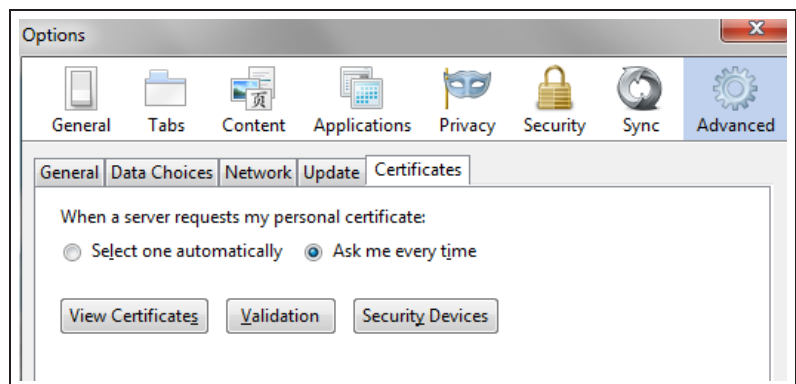 Options
X
页
General Tabs Content Applications Privacy Security Sync Advanced
General Data Choices Network Update Certificates
When a server requests my personal certificate:
Select one automatically Ask me every time
View Certificates Validation Security Devices